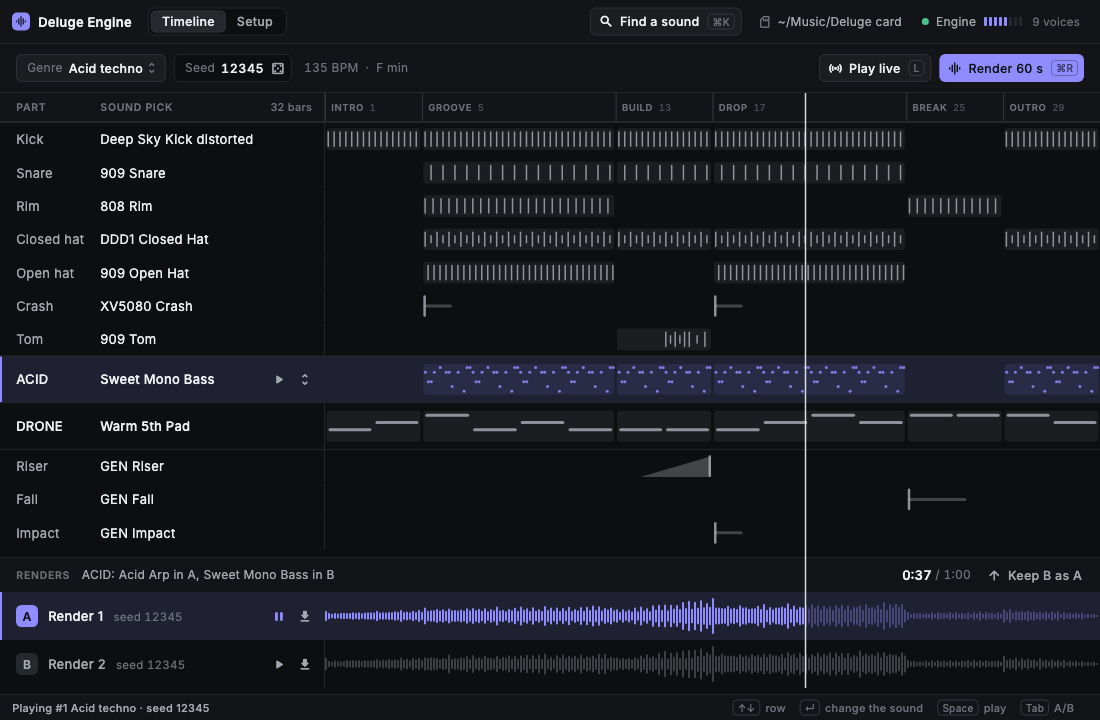 Deluge Engine Timeline Setup Find a sound ⌘K ~/Music/Deluge card Engine 9 voices
Genre Acid techno Seed 12345 135 BPM · F min Play live L Render 60 s ⌘R
PART SOUND PICK 32 bars INTRO 1 GROOVE 5 BUILD 13 DROP 17 BREAK 25 OUTRO 29
Kick Deep Sky Kick distorted
Snare 909 Snare
Rim 808 Rim
Closed hat DDD1 Closed Hat
Open hat 909 Open Hat
Crash XV5080 Crash
Tom 909 Tom
ACID Sweet Mono Bass
DRONE Warm 5th Pad
Riser GEN Riser
Fall GEN Fall
Impact GEN Impact
RENDERS ACID: Acid Arp in A, Sweet Mono Bass in B 0:37 / 1:00 ↑ Keep B as A
A Render 1 seed 12345
B Render 2 seed 12345
Playing #1 Acid techno · seed 12345 ↑↓ row ↵ change the sound Space play Tab A/B